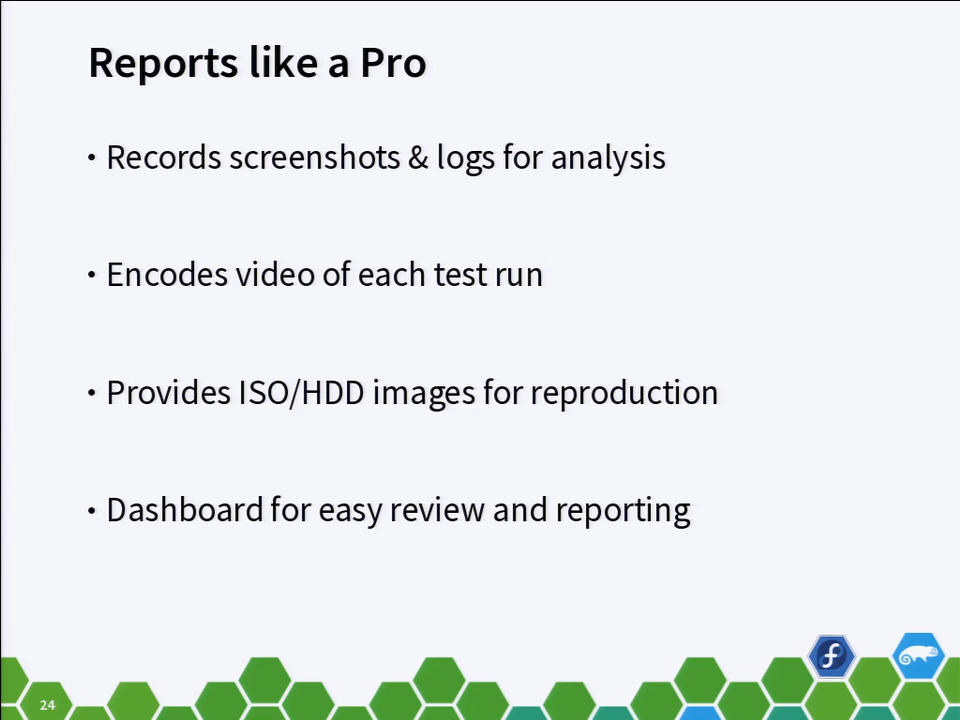 Reports like a Pro
• Records screenshots & logs for analysis
• Encodes video of each test run
• Provides ISO/HDD images for reproduction
• Dashboard for easy review and reporting
24